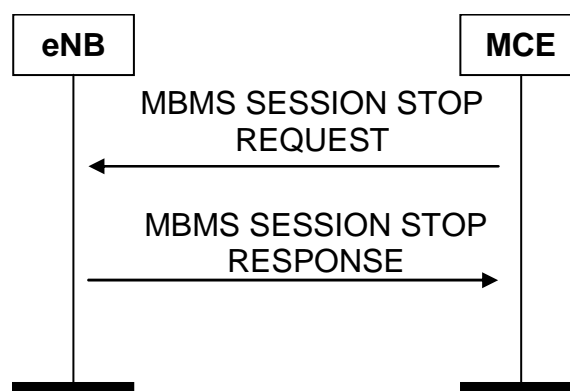 eNB
MCE
MBMS SESSION STOP
REQUEST
MBMS SESSION STOP
RESPONSE